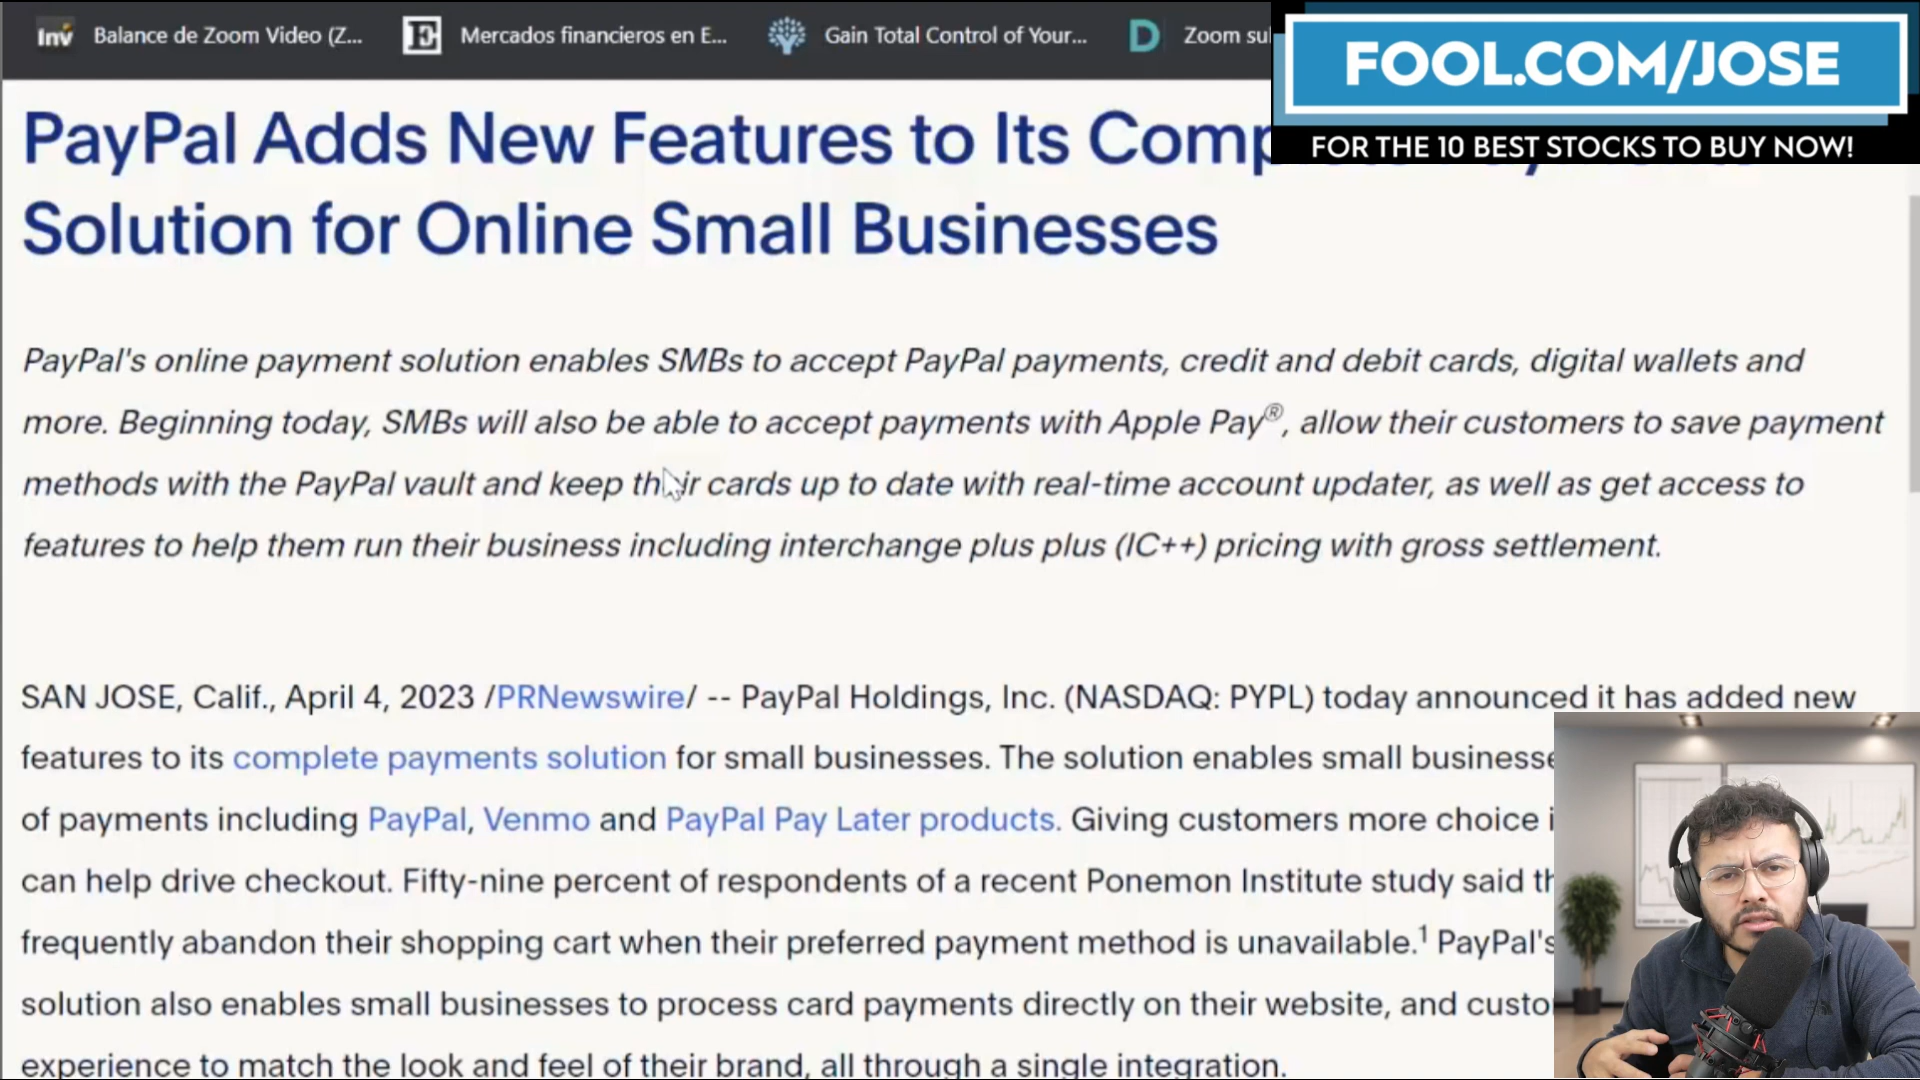 Inv Balance de Zoom Video (Z... E Mercados financieros en E... Gain Total Control of Your... D Zoom su
FOOL.COM/JOSE
FOR THE 10 BEST STOCKS TO BUY NOW!
PayPal Adds New Features to Its Comp
Solution for Online Small Businesses
PayPal's online payment solution enables SMBs to accept PayPal payments, credit and debit cards, digital wallets and
more. Beginning today, SMBs will also be able to accept payments with Apple Pay®, allow their customers to save payment
methods with the PayPal vault and keep their cards up to date with real-time account updater, as well as get access to
features to help them run their business including interchange plus plus (IC++) pricing with gross settlement.
SAN JOSE, Calif., April 4, 2023 /PRNewswire/ -- PayPal Holdings, Inc. (NASDAQ: PYPL) today announced it has added new
features to its complete payments solution for small businesses. The solution enables small businesse
of payments including PayPal, Venmo and PayPal Pay Later products. Giving customers more choice i
can help drive checkout. Fifty-nine percent of respondents of a recent Ponemon Institute study said th
frequently abandon their shopping cart when their preferred payment method is unavailable.¹ PayPal's
solution also enables small businesses to process card payments directly on their website, and custo
experience to match the look and feel of their brand, all through a single integration.